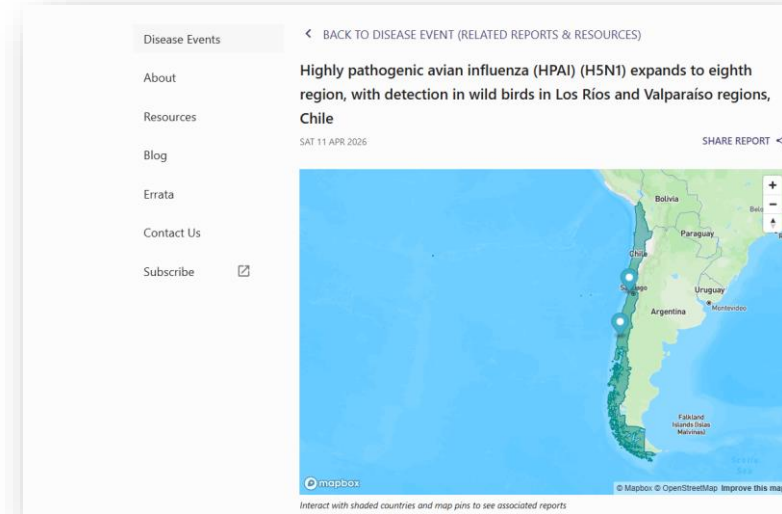 Disease Events
About
Resources
Blog
Errata
Contact Us
Subscribe
BACK TO DISEASE EVENT (RELATED REPORTS & RESOURCES)
Highly pathogenic avian influenza (HPAI) (H5N1) expands to eighth
region, with detection in wild birds in Los Ríos and Valparaíso regions,
Chile
SAT 11 APR 2026
SHARE REPORT
Bolivia
Paraguay
Chile
Uruguay
Montevideo
Argentina
Falkland
Islands (Islas
Malvinas)
mapbox
© Mapbox © OpenStreetMap Improve this map
Interact with shaded countries and map pins to see associated reports